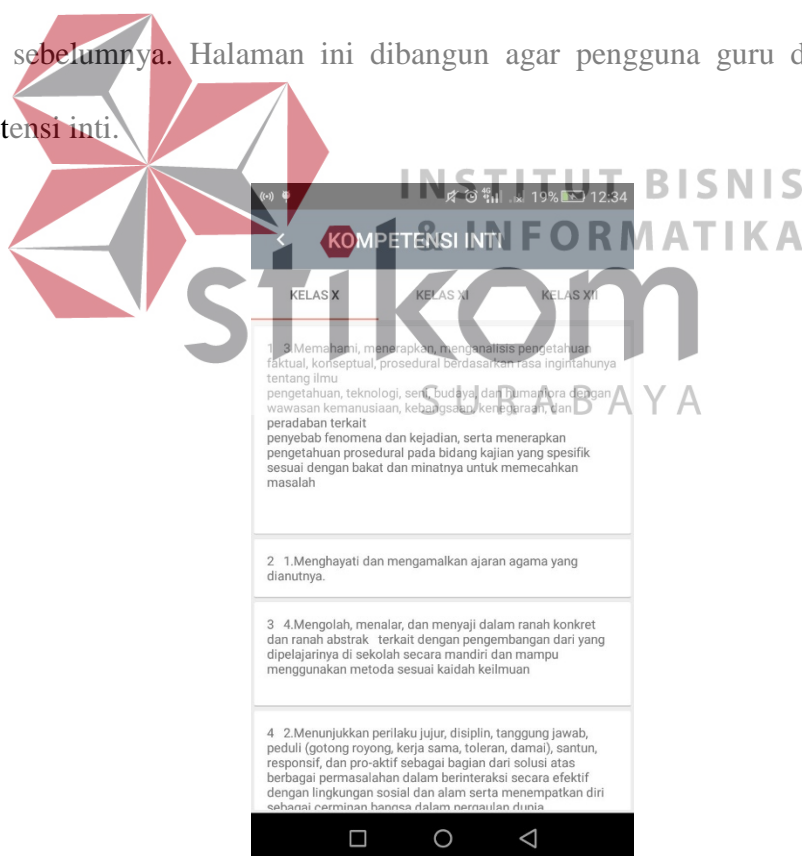 sebelumnya. Halaman ini dibangun agar pengguna guru d
tensi inti.
INSTITUT BISNIS
& INFORMATIKA
stikom
SURABAYA
4G 19% 12:34
KOMPETENSI INTI
KELAS X KELAS XI KELAS XII
1 3.Memahami, menerapkan, menganalisis pengetahuan
faktual, konseptual, prosedural berdasarkan rasa ingintahunya
tentang ilmu
pengetahuan, teknologi, seni, budaya, dan humaniora dengan
wawasan kemanusiaan, kebangsaan, kenegaraan, dan
peradaban terkait
penyebab fenomena dan kejadian, serta menerapkan
pengetahuan prosedural pada bidang kajian yang spesifik
sesuai dengan bakat dan minatnya untuk memecahkan
masalah
2 1.Menghayati dan mengamalkan ajaran agama yang
dianutnya.
3 4.Mengolah, menalar, dan menyaji dalam ranah konkret
dan ranah abstrak terkait dengan pengembangan dari yang
dipelajarinya di sekolah secara mandiri dan mampu
menggunakan metoda sesuai kaidah keilmuan
4 2.Menunjukkan perilaku jujur, disiplin, tanggung jawab,
peduli (gotong royong, kerja sama, toleran, damai), santun,
responsif, dan pro-aktif sebagai bagian dari solusi atas
berbagai permasalahan dalam berinteraksi secara efektif
dengan lingkungan sosial dan alam serta menempatkan diri
sebagai cerminan bangsa dalam pergaulan dunia